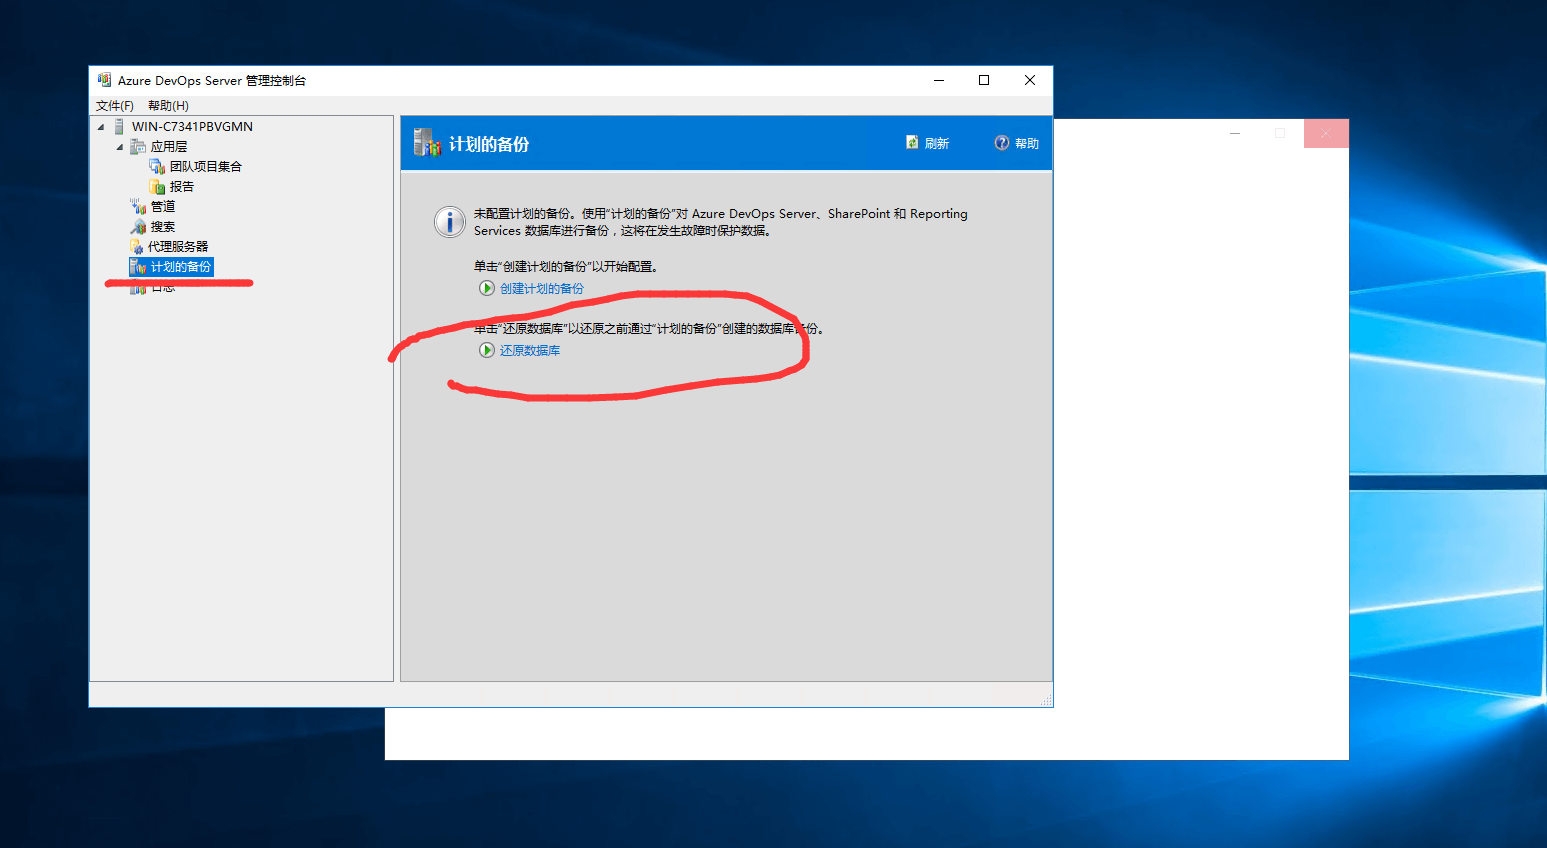 Azure DevOps Server 管理控制台
文件(F) 帮助(H)
WIN-C7341PBVGMN
应用层
团队项目集合
报告
管道
搜索
代理服务器
计划的备份
日志
计划的备份
刷新
帮助
未配置计划的备份。使用“计划的备份”对 Azure DevOps Server、SharePoint 和 Reporting
Services 数据库进行备份，这将在发生故障时保护数据。
单击“创建计划的备份”以开始配置。
创建计划的备份
单击“还原数据库”以还原之前通过“计划的备份”创建的数据库备份。
还原数据库